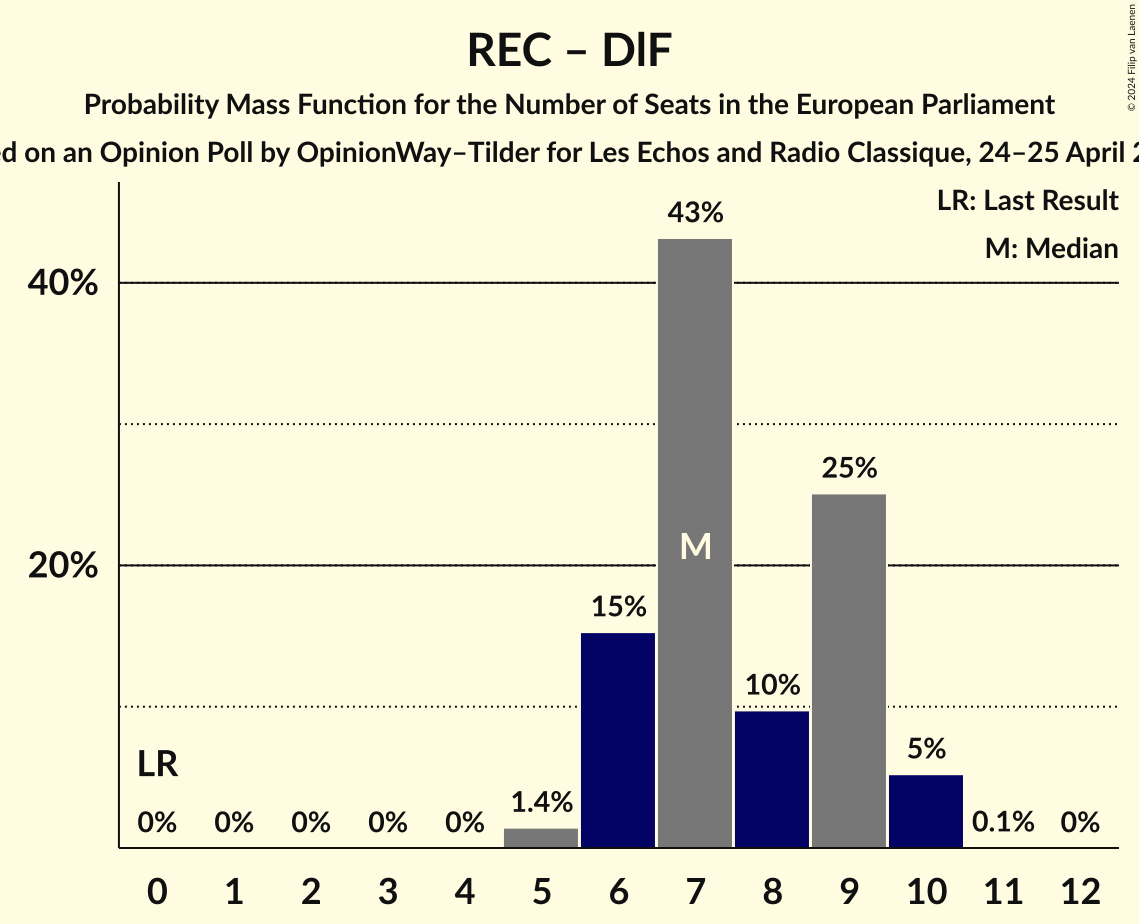 REC – DlF
Probability Mass Function for the Number of Seats in the European Parliament
on an Opinion Poll by OpinionWay–Tilder for Les Echos and Radio Classique, 24–25 April
© 2024 Filip van Laenen
LR: Last Result
M: Median
43%
40%
25%
M
20%
15%
10%
LR
5%
1.4%
0% 0% 0% 0% 0% 0.1% 0%
0 1 2 3 4 5 6 7 8 9 10 11 12